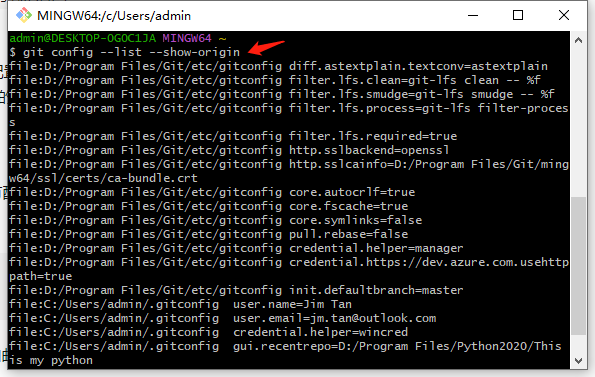 MINGW64:/c/Users/admin
admin@DESKTOP-OGOC1JA MINGW64 ~
$ git config --list --show-origin
file:D:/Program Files/Git/etc/gitconfig diff.astextplain.textconv=astextplain
file:D:/Program Files/Git/etc/gitconfig filter.lfs.clean=git-lfs clean -- %f
file:D:/Program Files/Git/etc/gitconfig filter.lfs.smudge=git-lfs smudge -- %f
file:D:/Program Files/Git/etc/gitconfig filter.lfs.process=git-lfs filter-proces
s
file:D:/Program Files/Git/etc/gitconfig filter.lfs.required=true
file:D:/Program Files/Git/etc/gitconfig http.sslbackend=openssl
file:D:/Program Files/Git/etc/gitconfig http.sslcainfo=D:/Program Files/Git/ming
w64/ssl/certs/ca-bundle.crt
file:D:/Program Files/Git/etc/gitconfig core.autocrlf=true
file:D:/Program Files/Git/etc/gitconfig core.fscache=true
file:D:/Program Files/Git/etc/gitconfig core.symlinks=false
file:D:/Program Files/Git/etc/gitconfig pull.rebase=false
file:D:/Program Files/Git/etc/gitconfig credential.helper=manager
file:D:/Program Files/Git/etc/gitconfig credential.https://dev.azure.com.usehttp
path=true
file:D:/Program Files/Git/etc/gitconfig init.defaultbranch=master
file:C:/Users/admin/.gitconfig  user.name=Jim Tan
file:C:/Users/admin/.gitconfig  user.email=jm.tan@outlook.com
file:C:/Users/admin/.gitconfig  credential.helper=wincred
file:C:/Users/admin/.gitconfig  gui.recentrepo=D:/Program Files/Python2020/This
is my python